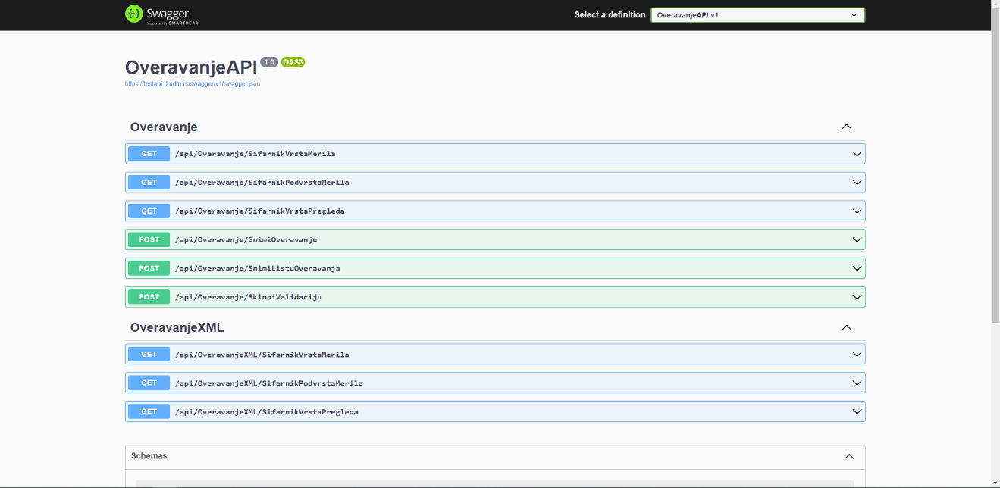 Swagger.
Supported by SMARTBEAR
Select a definition
OveravanjeAPI v1
OveravanjeAPI 1.0 OAS3
https://testapi.dmdm.rs/swagger/v1/swagger.json
Overavanje
GET /api/Overavanje/SifarnikVrstaMerila
GET /api/Overavanje/SifarnikPodvrstaMerila
GET /api/Overavanje/SifarnikVrstaPregleda
POST /api/Overavanje/SnimiOveravanje
POST /api/Overavanje/SnimiListuOveravanja
POST /api/Overavanje/SkloniValidaciju
OveravanjeXML
GET /api/OveravanjeXML/SifarnikVrstaMerila
GET /api/OveravanjeXML/SifarnikPodvrstaMerila
GET /api/OveravanjeXML/SifarnikVrstaPregleda
Schemas